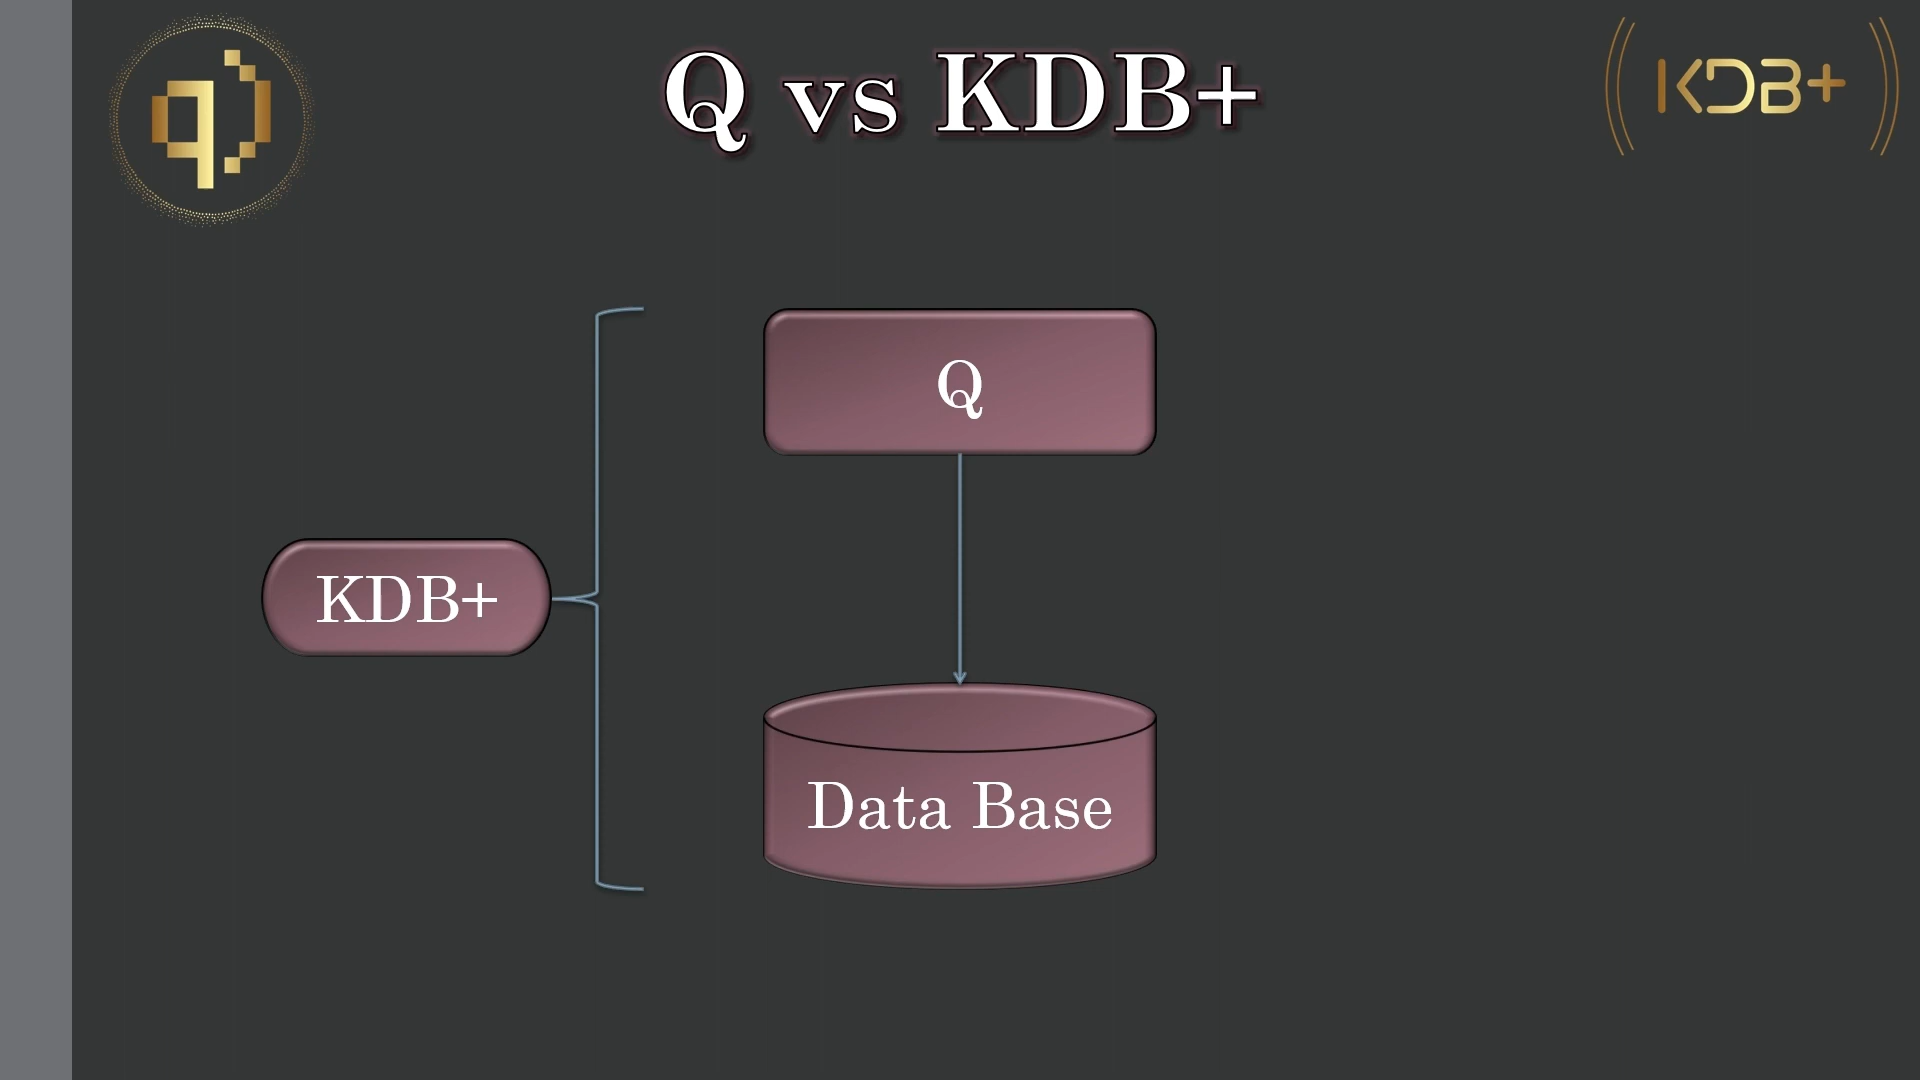 Q vs KDB+
q)
(KDB+)
Q
KDB+
Data Base